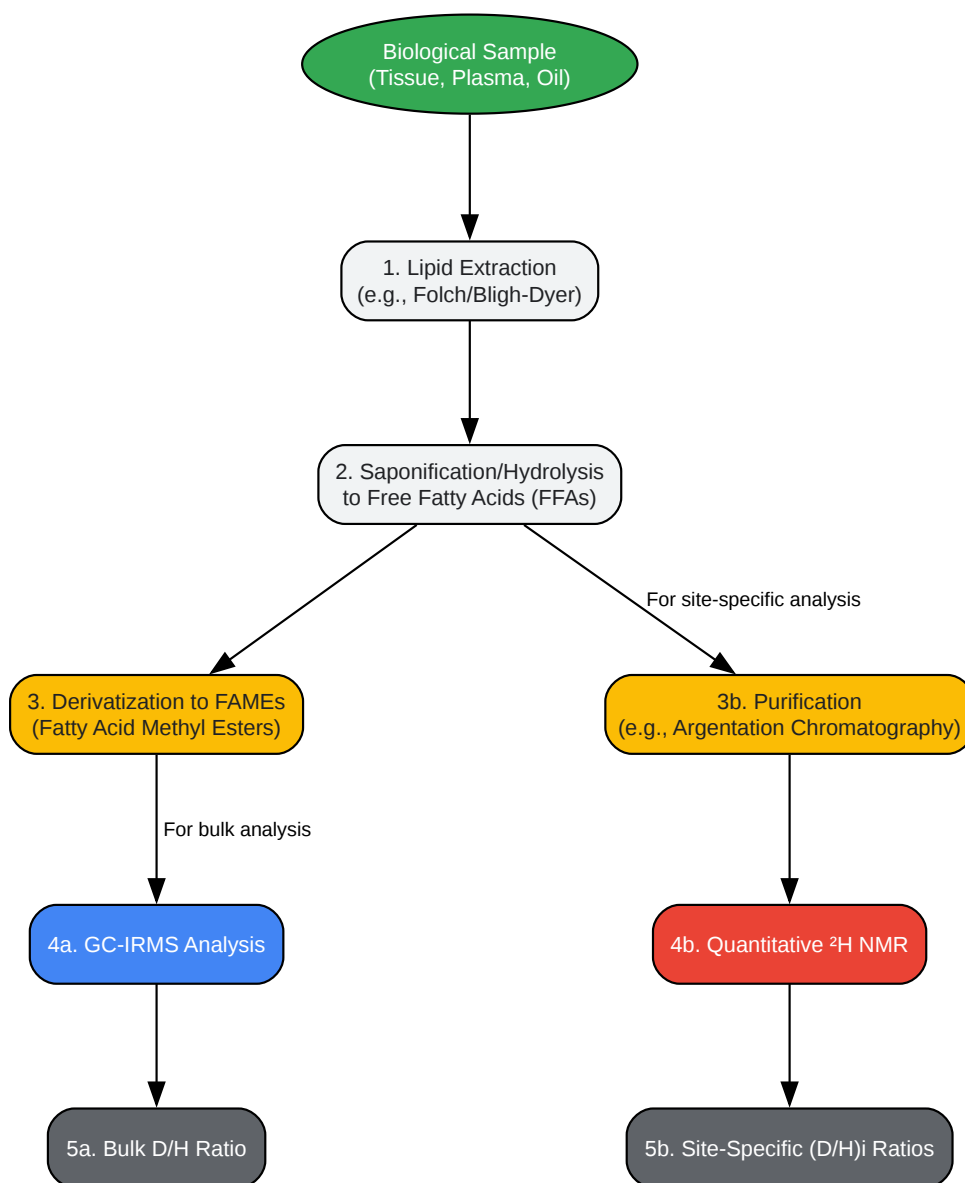 Biological Sample
(Tissue, Plasma, Oil)
1. Lipid Extraction
(e.g., Folch/Bligh-Dyer)
2. Saponification/Hydrolysis
to Free Fatty Acids (FFAs)
For site-specific analysis
3. Derivatization to FAMEs
(Fatty Acid Methyl Esters)
3b. Purification
(e.g., Argentation Chromatography)
For bulk analysis
4a. GC-IRMS Analysis
4b. Quantitative ²H NMR
5a. Bulk D/H Ratio
5b. Site-Specific (D/H)i Ratios